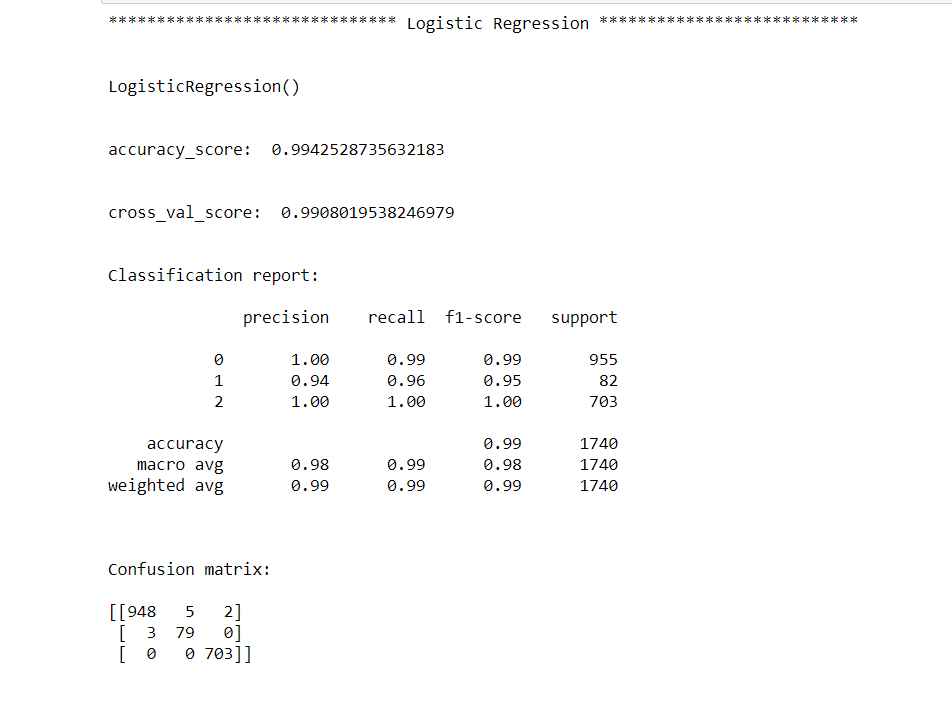 ****************************** Logistic Regression ***************************
LogisticRegression()
accuracy_score:  0.9942528735632183
cross_val_score:  0.9908019538246979
Classification report:
              precision    recall  f1-score   support
           0       1.00      0.99      0.99       955
           1       0.94      0.96      0.95        82
           2       1.00      1.00      1.00       703
    accuracy                           0.99      1740
   macro avg       0.98      0.99      0.98      1740
weighted avg       0.99      0.99      0.99      1740
Confusion matrix:
[[948   5   2]
 [  3  79   0]
 [  0   0 703]]